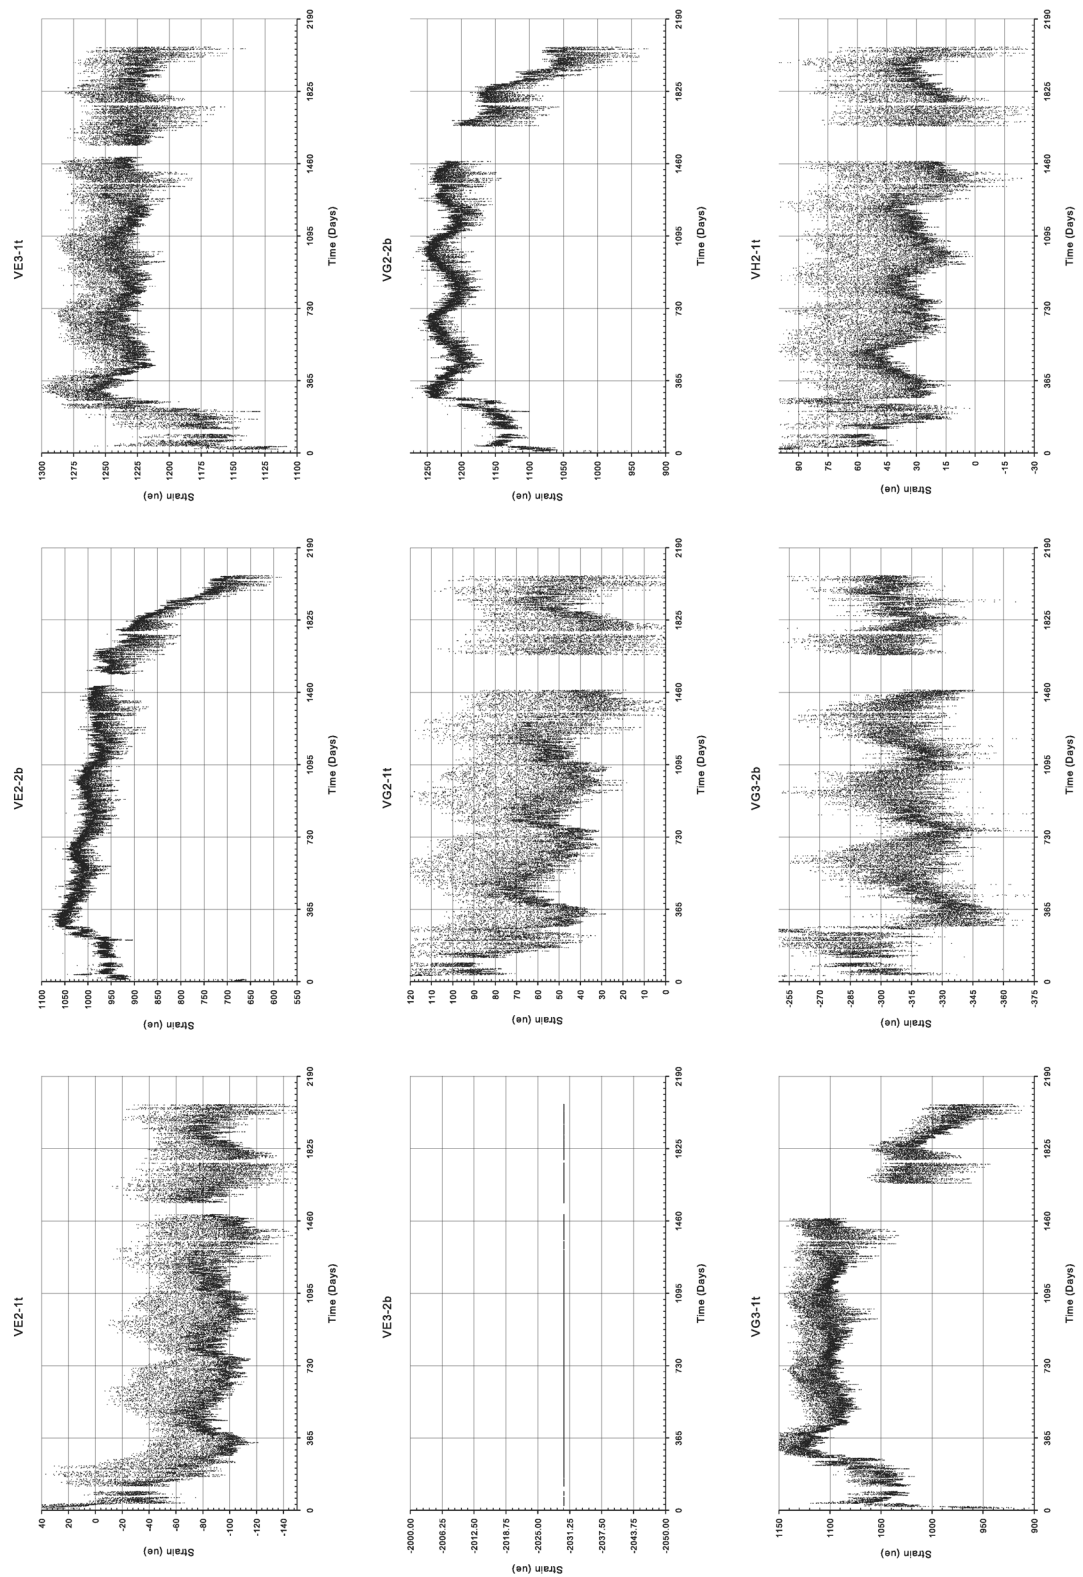 VE2-1t
Strain (ue)
40
20
0
-20
-40
-60
-80
-100
-120
-140
0 365 730 1095 1460 1825 2190
Time (Days)
VE2-2b
Strain (ue)
1100
1050
1000
950
900
850
800
750
700
650
600
550
0 365 730 1095 1460 1825 2190
Time (Days)
VE3-1t
Strain (ue)
1300
1275
1250
1225
1200
1175
1150
1125
1100
0 365 730 1095 1460 1825 2190
Time (Days)
VE3-2b
Strain (ue)
-2000.00
-2006.25
-2012.50
-2018.75
-2025.00
-2031.25
-2037.50
-2043.75
-2050.00
0 365 730 1095 1460 1825 2190
Time (Days)
VG2-1t
Strain (ue)
120
110
100
90
80
70
60
50
40
30
20
10
0
0 365 730 1095 1460 1825 2190
Time (Days)
VG2-2b
Strain (ue)
1250
1200
1150
1100
1050
1000
950
900
0 365 730 1095 1460 1825 2190
Time (Days)
VG3-1t
Strain (ue)
1150
1100
1050
1000
950
900
0 365 730 1095 1460 1825 2190
Time (Days)
VG3-2b
Strain (ue)
-255
-270
-285
-300
-315
-330
-345
-360
-375
0 365 730 1095 1460 1825 2190
Time (Days)
VH2-1t
Strain (ue)
90
75
60
45
30
15
0
-15
-30
0 365 730 1095 1460 1825 2190
Time (Days)